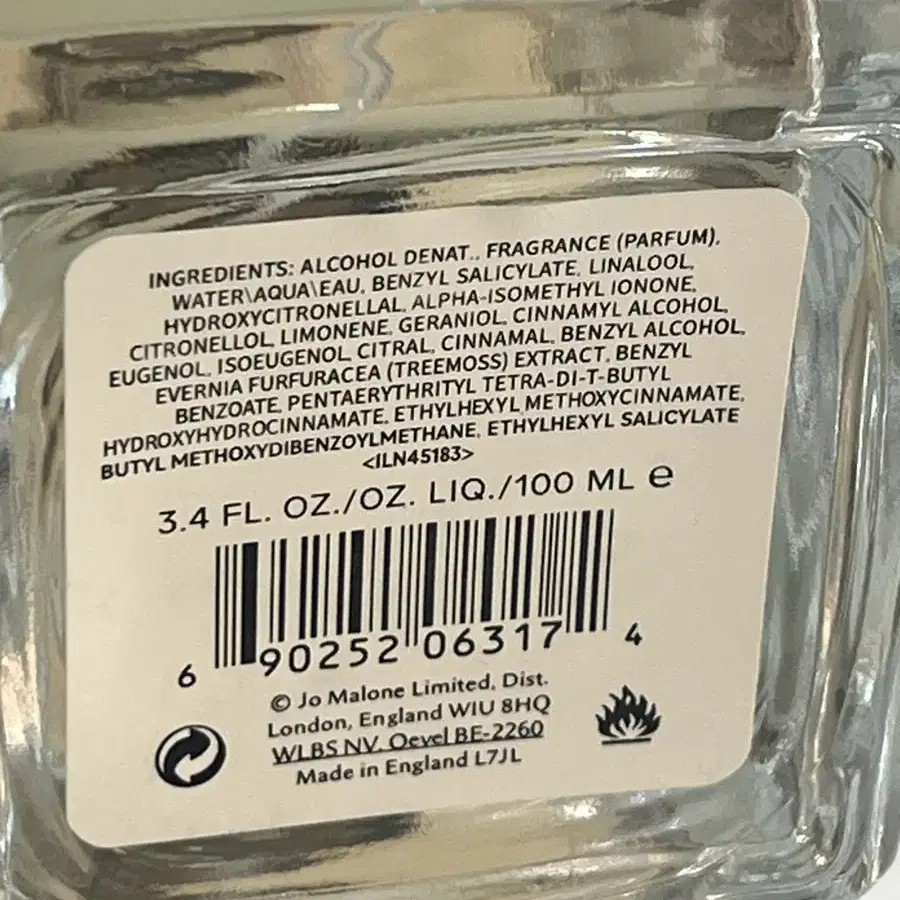 INGREDIENTS: ALCOHOL DENAT., FRAGRANCE (PARFUM),
WATER\AQUA\EAU, BENZYL SALICYLATE, LINALOOL,
HYDROXYCITRONELLAL, ALPHA-ISOMETHYL IONONE,
CITRONELLOL, LIMONENE, GERANIOL, CINNAMYL ALCOHOL,
EUGENOL, ISOEUGENOL, CITRAL, CINNAMAL, BENZYL ALCOHOL,
EVERNIA FURFURACEA (TREEMOSS) EXTRACT, BENZYL
BENZOATE, PENTAERYTHRITYL TETRA-DI-T-BUTYL
HYDROXYHYDROCINNAMATE, ETHYLHEXYL METHOXYCINNAMATE,
BUTYL METHOXYDIBENZOYLMETHANE, ETHYLHEXYL SALICYLATE
<ILN45183>
3.4 FL. OZ./OZ. LIQ./100 ML e
6 90252 06317 4
© Jo Malone Limited, Dist.
London, England W1U 8HQ
WLBS NV, Oevel BE-2260
Made in England L7JL